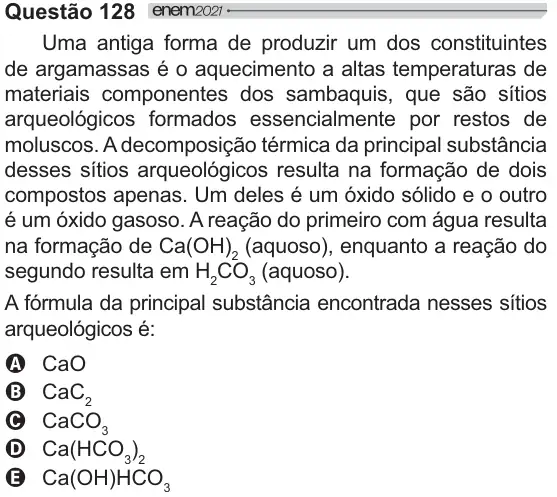 Questão 128 enem2021
Uma antiga forma de produzir um dos constituintes
de argamassas é o aquecimento a altas temperaturas de
materiais componentes dos sambaquis, que são sítios
arqueológicos formados essencialmente por restos de
moluscos. A decomposição térmica da principal substância
desses sítios arqueológicos resulta na formação de dois
compostos apenas. Um deles é um óxido sólido e o outro
é um óxido gasoso. A reação do primeiro com água resulta
na formação de Ca(OH)₂ (aquoso), enquanto a reação do
segundo resulta em H₂CO₃ (aquoso).
A fórmula da principal substância encontrada nesses sítios
arqueológicos é:
A CaO
B CaC₂
C CaCO₃
D Ca(HCO₃)₂
E Ca(OH)HCO₃